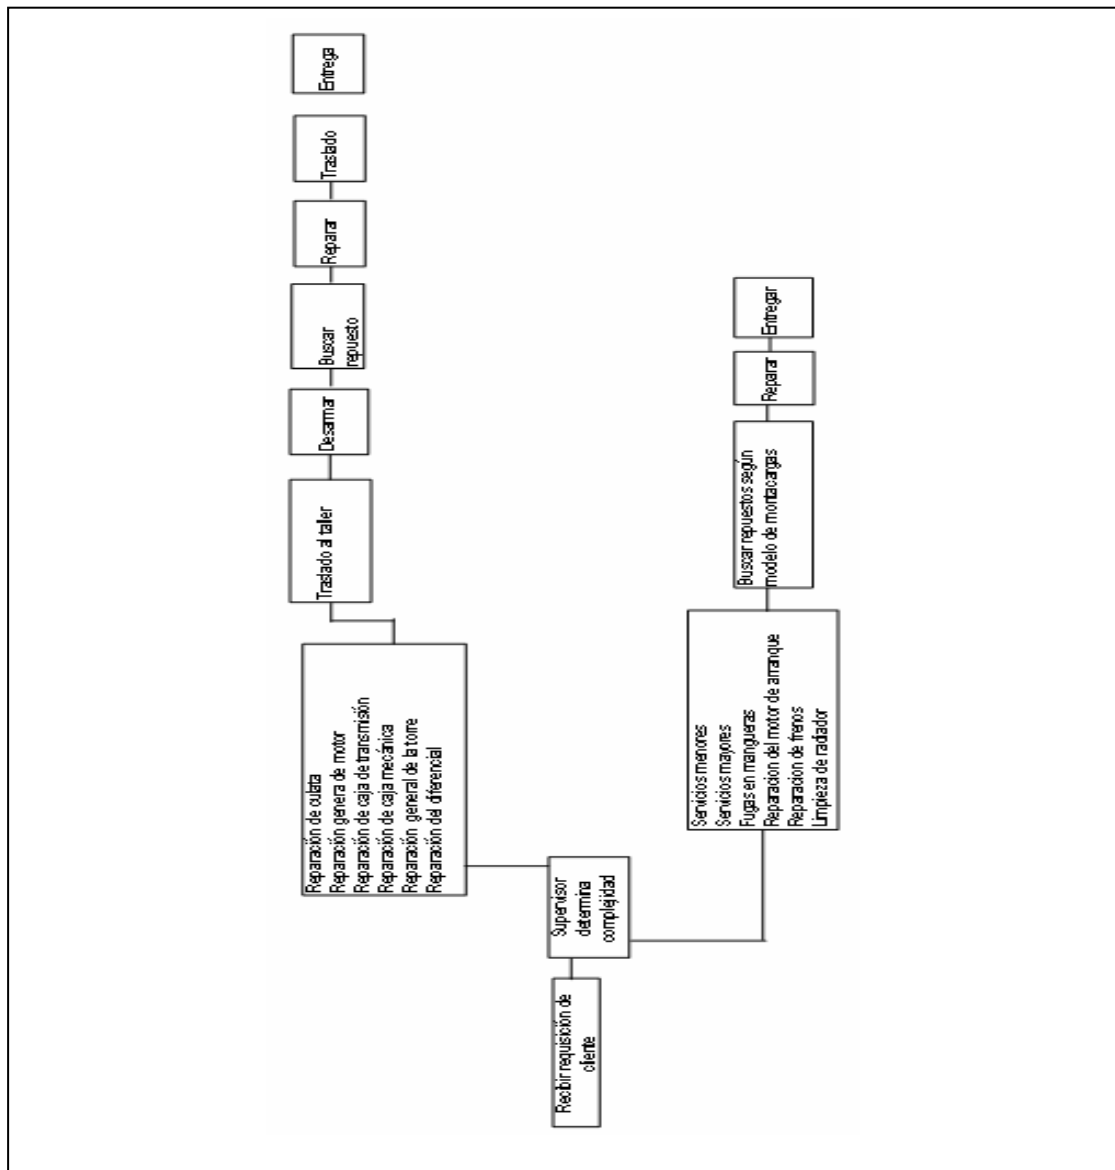 Recibir requisición de
cliente
Supervisor
determina
complejidad
Reparación de culata
Reparación genera de motor
Reparación de caja de transmisión
Reparación de caja mecánica
Reparación general de la torre
Reparación del diferencial
Traslado al taller
Desarmar
Buscar
repuesto
Reparar
Traslado
Entrega
Servicios menores
Servicios mayores
Fugas en mangueras
Reparacion del motor de arranque
Reparacion de frenos
Limpieza de radiador
Buscar repuestos según
modelo de montacargas
Reparar
Entregar